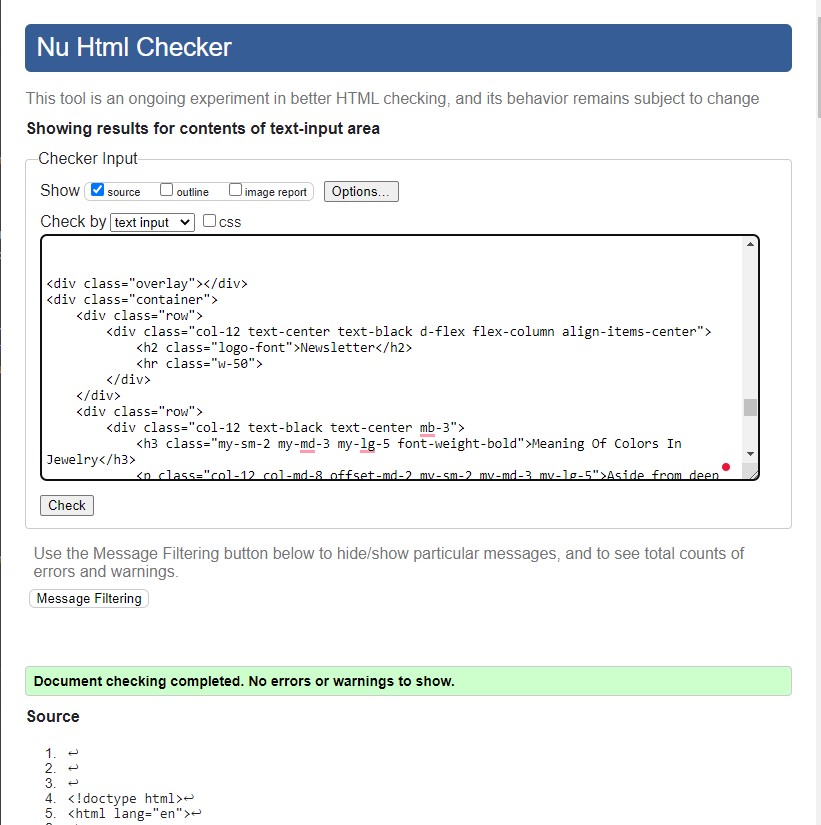 Nu Html Checker
This tool is an ongoing experiment in better HTML checking, and its behavior remains subject to change
Showing results for contents of text-input area
Checker Input
Show source outline image report Options...
Check by text input css
<div class="overlay"></div>
<div class="container">
    <div class="row">
        <div class="col-12 text-center text-black d-flex flex-column align-items-center">
            <h2 class="logo-font">Newsletter</h2>
            <hr class="w-50">
        </div>
    </div>
    <div class="row">
        <div class="col-12 text-black text-center mb-3">
            <h3 class="my-sm-2 my-md-3 my-lg-5 font-weight-bold">Meaning Of Colors In
Jewelry</h3>
            <p class="col-12 col-md-8 offset-md-2 my-sm-2 my-md-3 my-lg-5">Aside from deep
Check
Use the Message Filtering button below to hide/show particular messages, and to see total counts of
errors and warnings.
Message Filtering
Document checking completed. No errors or warnings to show.
Source
1. ↩
2. ↩
3. ↩
4. <!doctype html>↩
5. <html lang="en">↩